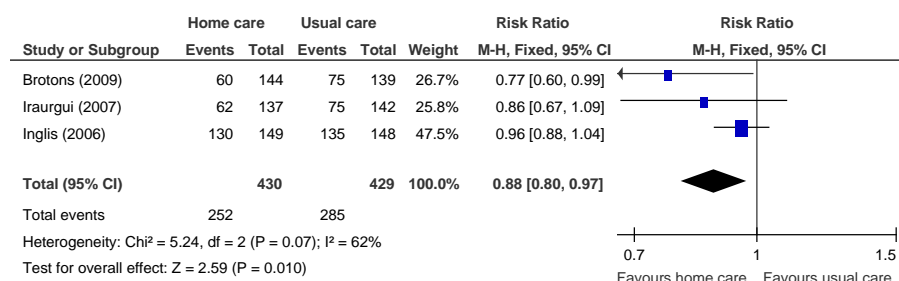 Home care Usual care Risk Ratio Risk Ratio
Study or Subgroup Events Total Events Total Weight M-H, Fixed, 95% CI M-H, Fixed, 95% CI
Brotons (2009) 60 144 75 139 26.7% 0.77 [0.60, 0.99]
Iraurgui (2007) 62 137 75 142 25.8% 0.86 [0.67, 1.09]
Inglis (2006) 130 149 135 148 47.5% 0.96 [0.88, 1.04]
Total (95% CI) 430 429 100.0% 0.88 [0.80, 0.97]
Total events 252 285
Heterogeneity: Chi² = 5.24, df = 2 (P = 0.07); I² = 62%
Test for overall effect: Z = 2.59 (P = 0.010)
0.7 1 1.5
Favours home care Favours usual care